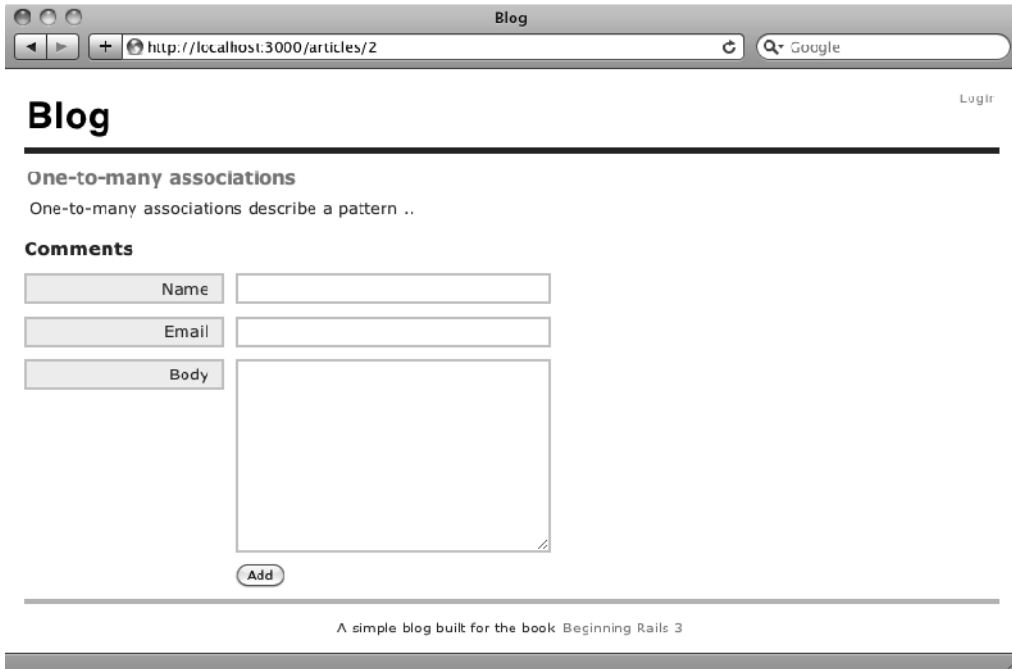 Blog
http://localhost:3000/articles/2
Google
Login
Blog
One-to-many associations
One-to-many associations describe a pattern ..
Comments
Name
Email
Body
Add
A simple blog built for the book Beginning Rails 3